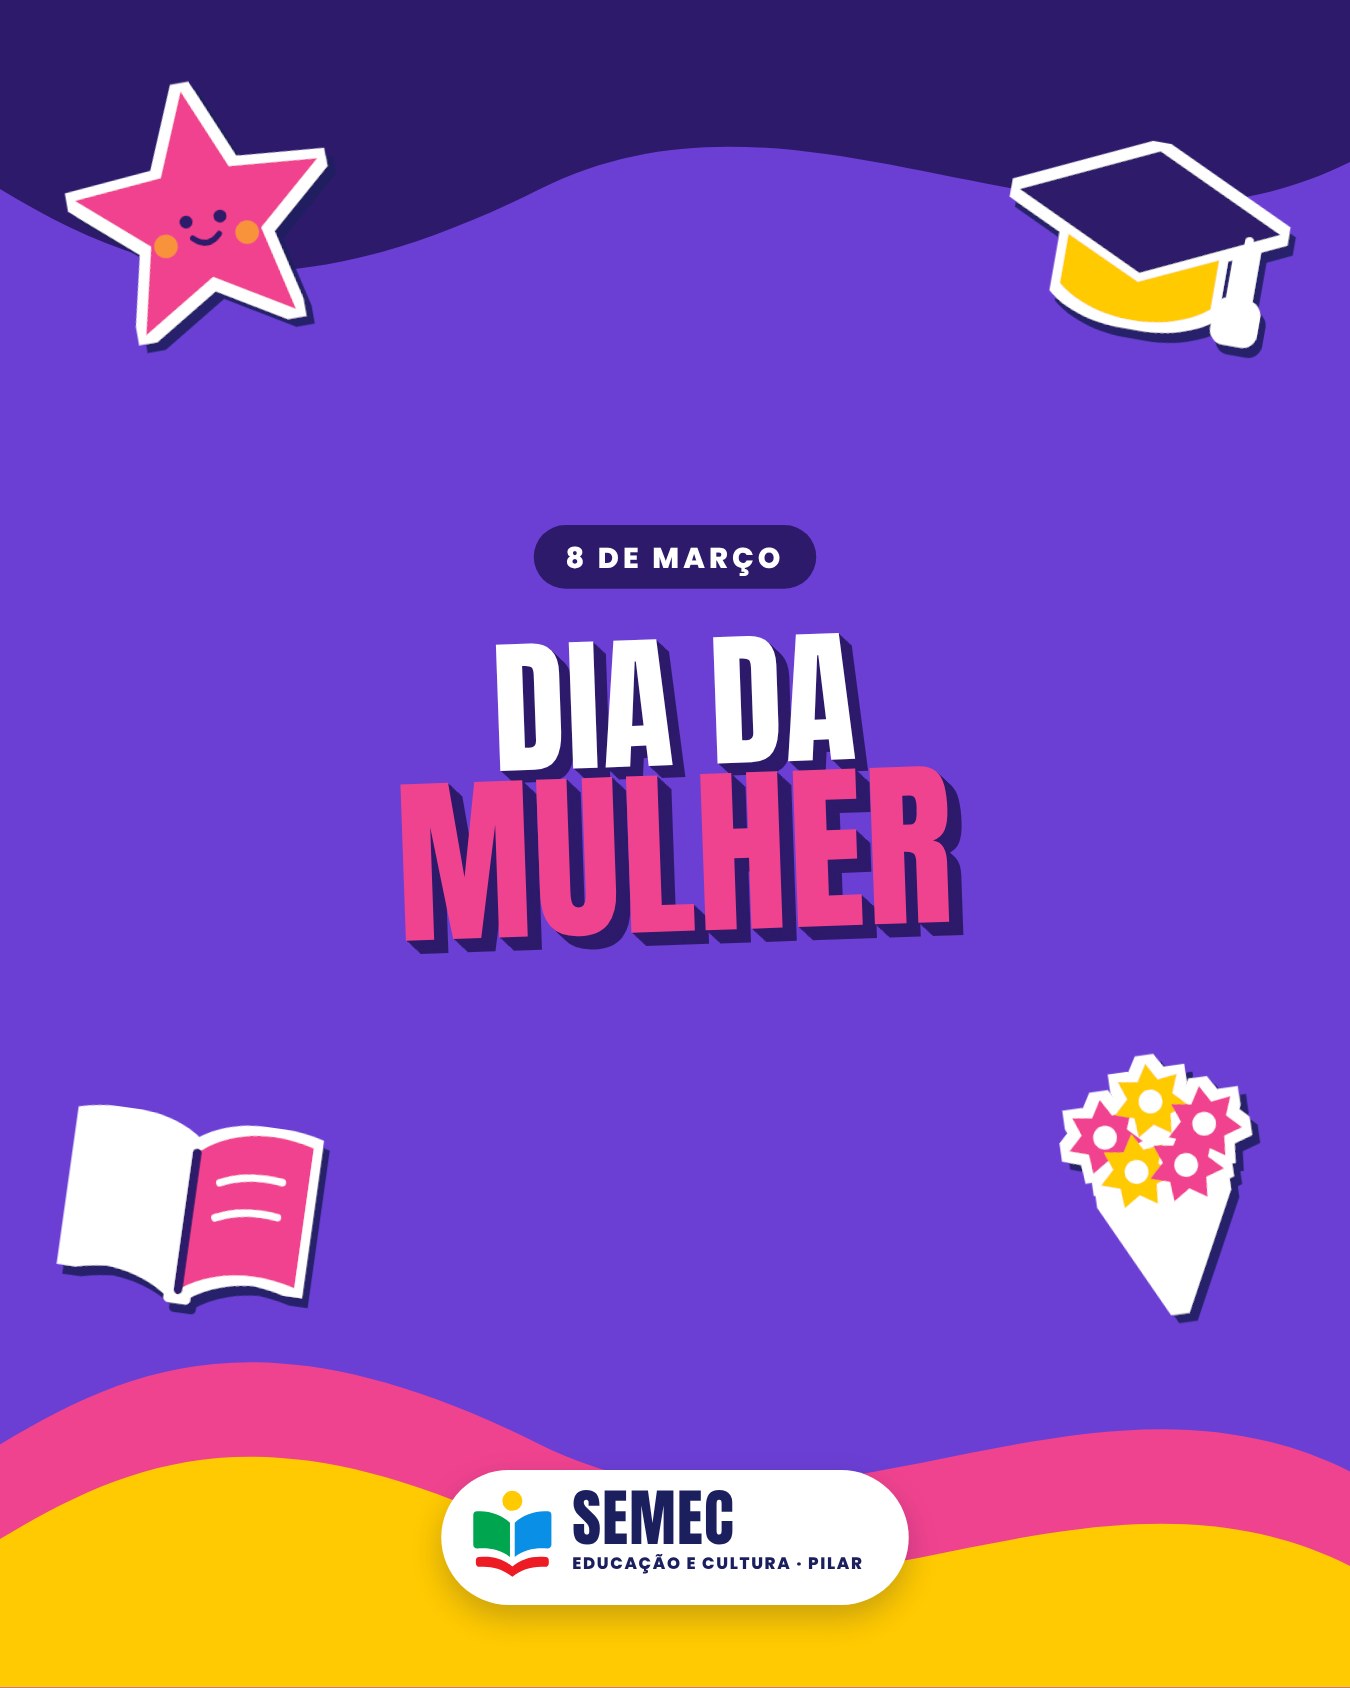 8 DE MARÇO
DIA DA
MULHER
SEMEC
EDUCAÇÃO E CULTURA · PILAR